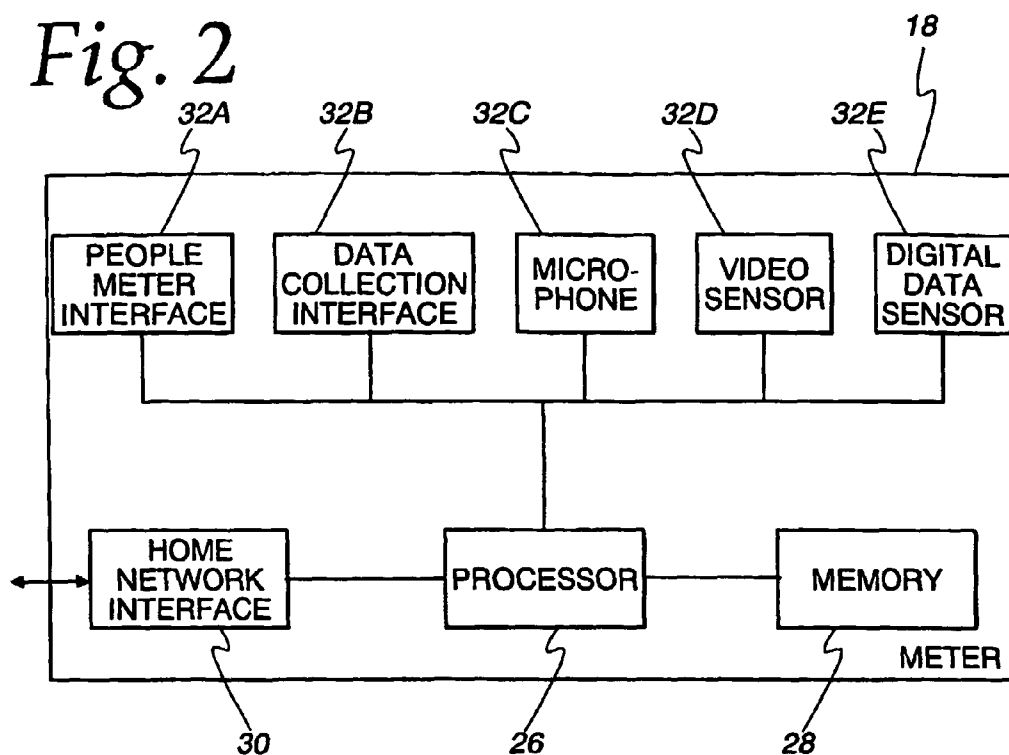 Fig. 2
18
32A
32B
32C
32D
32E
PEOPLE
METER
INTERFACE
DATA
COLLECTION
INTERFACE
MICRO-
PHONE
VIDEO
SENSOR
DIGITAL
DATA
SENSOR
HOME
NETWORK
INTERFACE
PROCESSOR
MEMORY
METER
30
26
28